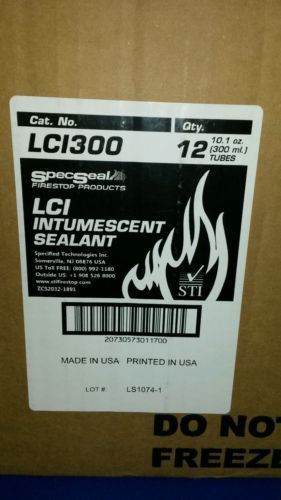 Cat. No.
LCI300
Qty.
12 10.1 oz. (300 ml.) TUBES
SpecSeal
FIRESTOP PRODUCTS
LCI
INTUMESCENT
SEALANT
Specified Technologies Inc.
Somerville, NJ 08876 USA
US Toll FREE: (800) 992-1180
Outside US: +1 908 526 8000
www.stifirestop.com
ZCS2032-1891
STI
20730573011700
MADE IN USA PRINTED IN USA
LOT #: LS1074-1
DO NOT
FREEZE